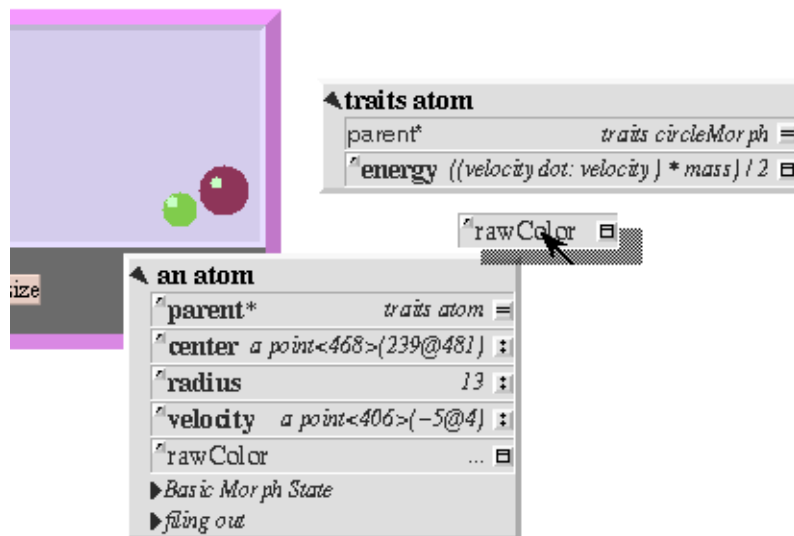 traits atom
parent* traits circleMorph =
energy ((velocity dot: velocity ) * mass) / 2
rawColor
size
an atom
parent* traits atom =
center a point<468>(239@481)
radius 13
velocity a point<406>(-5@4)
rawColor ...
Basic Morph State
filing out